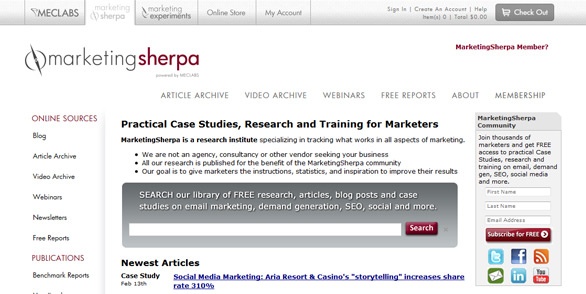 MECLABS
marketing sherpa
marketing experiments
Online Store
My Account
Sign In | Create An Account | Help
Item(s) 0 | Total $0.00
Check Out
marketingsherpa
powered by MECLABS
MarketingSherpa Member?
ARTICLE ARCHIVE VIDEO ARCHIVE WEBINARS FREE REPORTS ABOUT MEMBERSHIP
ONLINE SOURCES
Blog
Article Archive
Video Archive
Webinars
Newsletters
Free Reports
PUBLICATIONS
Benchmark Reports
Practical Case Studies, Research and Training for Marketers
MarketingSherpa is a research institute specializing in tracking what works in all aspects of marketing.
• We are not an agency, consultancy or other vendor seeking your business
• All our research is published for the benefit of the MarketingSherpa community
• Our goal is to give marketers the instructions, statistics, and inspiration to improve their results
SEARCH our library of FREE research, articles, blog posts and case
studies on email marketing, demand generation, SEO, social and more.
Search
Newest Articles
Case Study
Feb 13th
Social Media Marketing: Aria Resort & Casino's "storytelling" increases share
rate 310%
MarketingSherpa
Community
Join thousands of
marketers and get FREE
access to practical Case
Studies, research and
training on email, demand
gen, SEO, social media
and more.
First Name
Last Name
Email Address
Subscribe for FREE
You
Tube